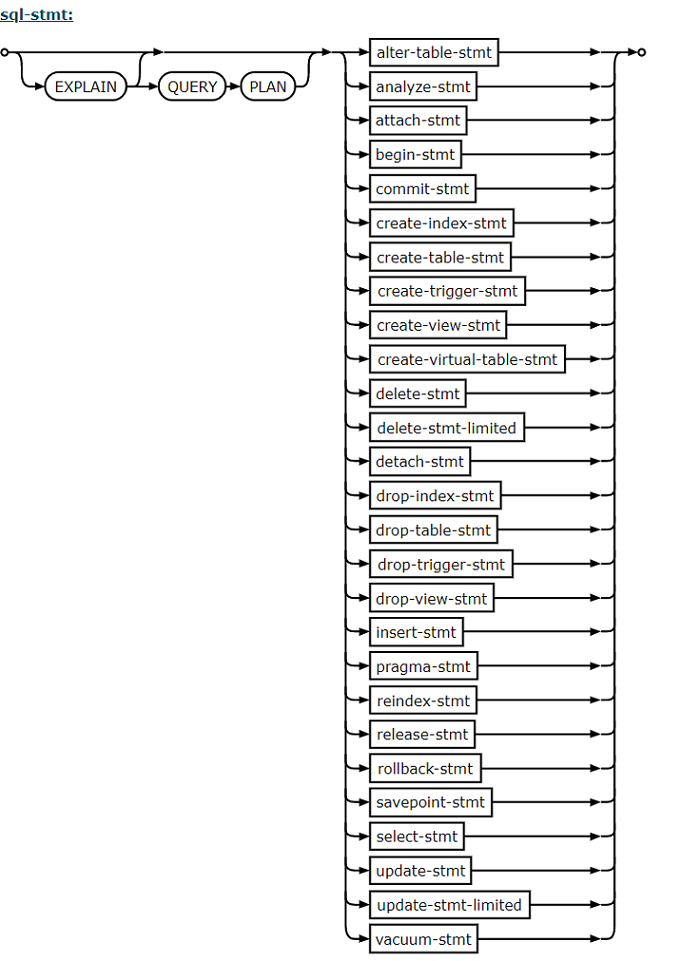 sql-stmt:
alter-table-stmt
EXPLAIN QUERY PLAN analyze-stmt
attach-stmt
begin-stmt
commit-stmt
create-index-stmt
create-table-stmt
create-trigger-stmt
create-view-stmt
create-virtual-table-stmt
delete-stmt
delete-stmt-limited
detach-stmt
drop-index-stmt
drop-table-stmt
drop-trigger-stmt
drop-view-stmt
insert-stmt
pragma-stmt
reindex-stmt
release-stmt
rollback-stmt
savepoint-stmt
select-stmt
update-stmt
update-stmt-limited
vacuum-stmt